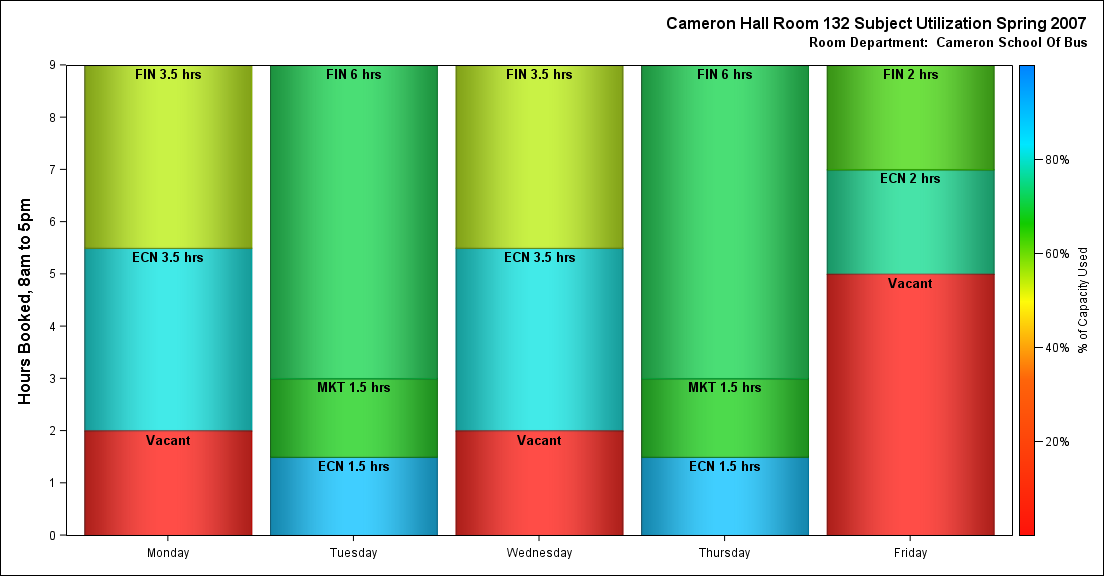 Cameron Hall Room 132 Subject Utilization Spring 2007
Room Department:  Cameron School Of Bus
Hours Booked, 8am to 5pm
9
8
7
6
5
4
3
2
1
0
FIN 3.5 hrs
ECN 3.5 hrs
Vacant
FIN 6 hrs
MKT 1.5 hrs
ECN 1.5 hrs
FIN 3.5 hrs
ECN 3.5 hrs
Vacant
FIN 6 hrs
MKT 1.5 hrs
ECN 1.5 hrs
FIN 2 hrs
ECN 2 hrs
Vacant
Monday
Tuesday
Wednesday
Thursday
Friday
80%
60%
40%
20%
% of Capacity Used